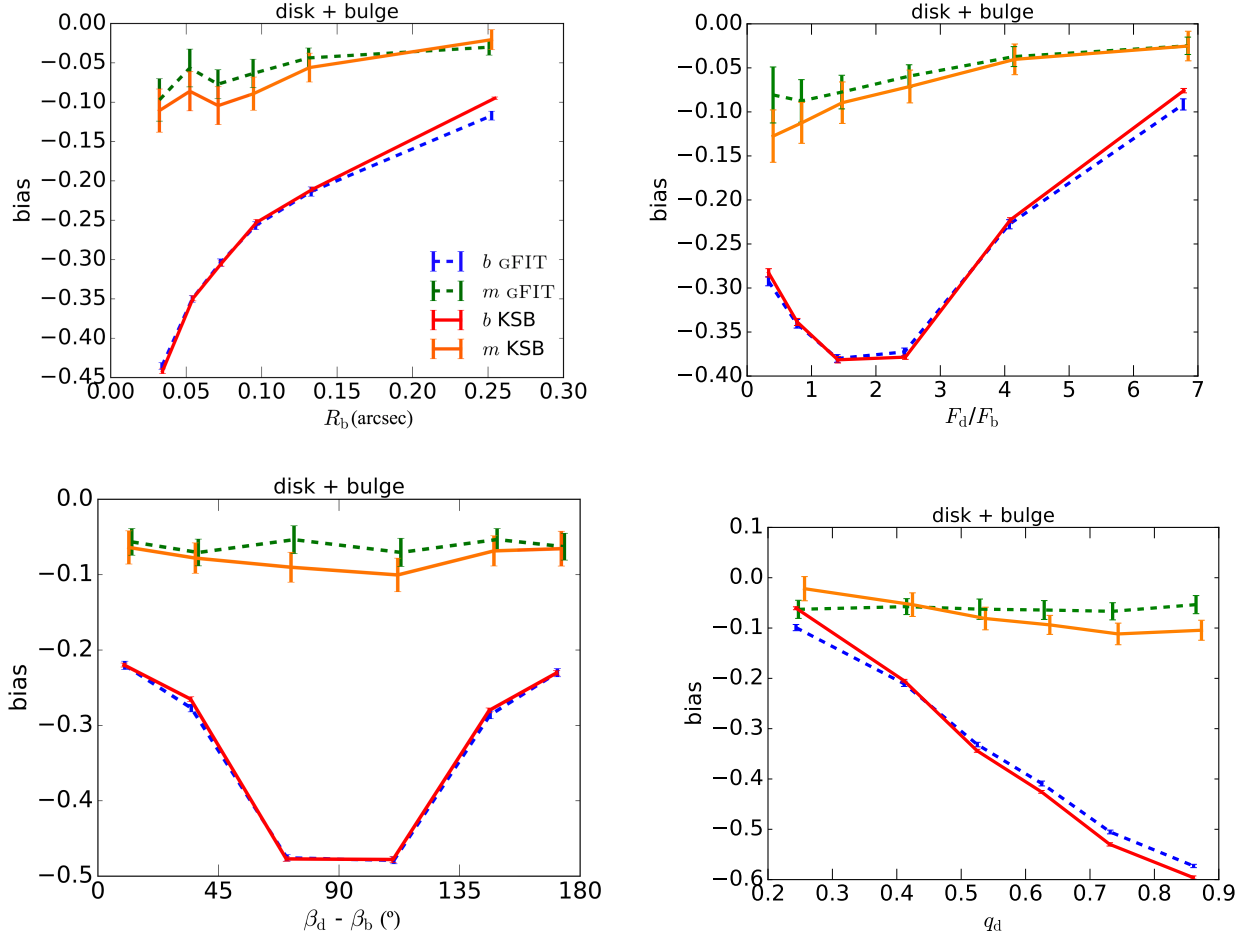 disk + bulge
0.00
−0.05
−0.10
−0.15
−0.20
−0.25
−0.30
−0.35
−0.40
−0.45
bias
b GFIT
m GFIT
b KSB
m KSB
0.00 0.05 0.10 0.15 0.20 0.25 0.30
R_b (arcsec)
disk + bulge
0.00
−0.05
−0.10
−0.15
−0.20
−0.25
−0.30
−0.35
−0.40
bias
0 1 2 3 4 5 6 7
F_d/F_b
disk + bulge
0.0
−0.1
−0.2
−0.3
−0.4
−0.5
bias
0 45 90 135 180
β_d - β_b (º)
disk + bulge
0.1
0.0
−0.1
−0.2
−0.3
−0.4
−0.5
−0.6
bias
0.2 0.3 0.4 0.5 0.6 0.7 0.8 0.9
q_d